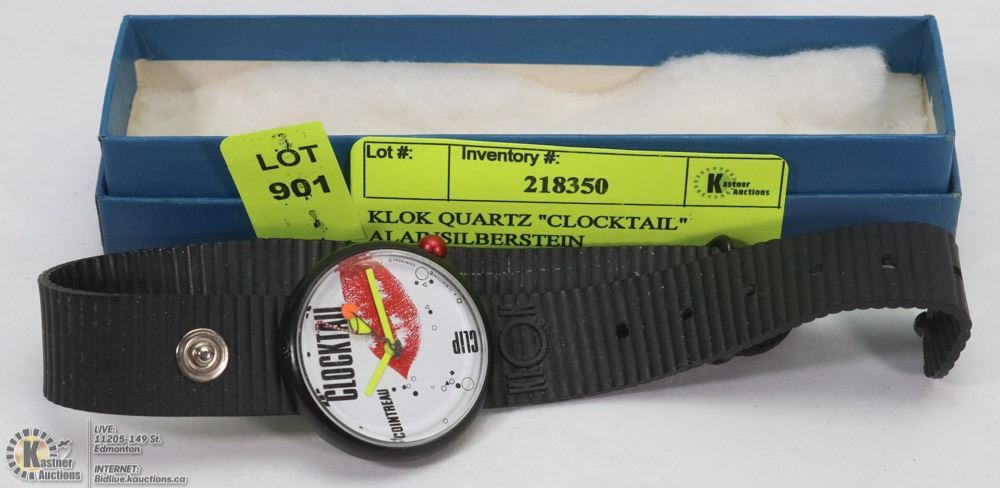 LOT
901
Lot #:
Inventory #:
218350
Kastner
Auctions
KLOK QUARTZ "CLOCKTAIL"
ALAIN SILBERSTEIN
CLOCKTAIL
CLIP
COINTREAU
KLOK
Kastner
Auctions
LIVE:
11205-149 St.
Edmonton
INTERNET:
Bidlive.kauctions.ca